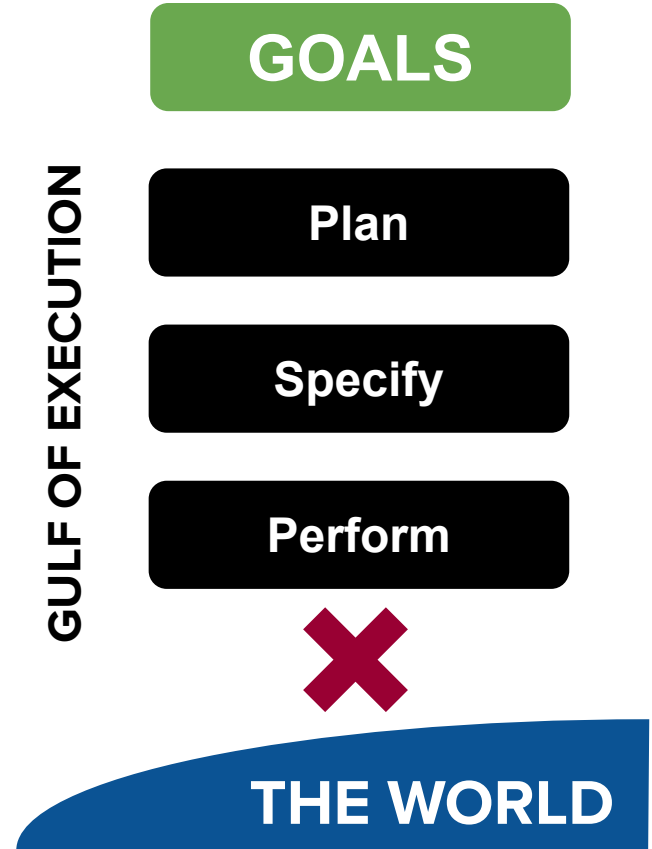 GOALS
GULF OF EXECUTION
Plan
Specify
Perform
THE WORLD